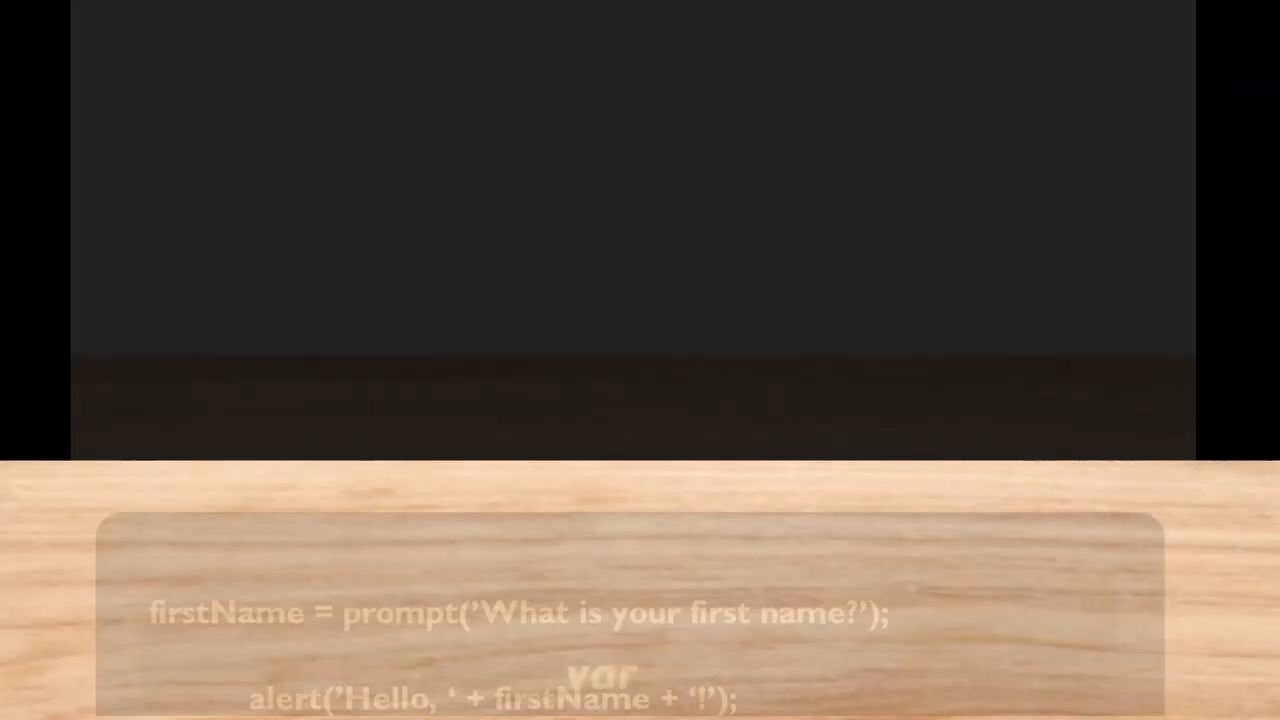 firstName = prompt('What is your first name?');
var
alert('Hello, ‘ + firstName + ‘!’);